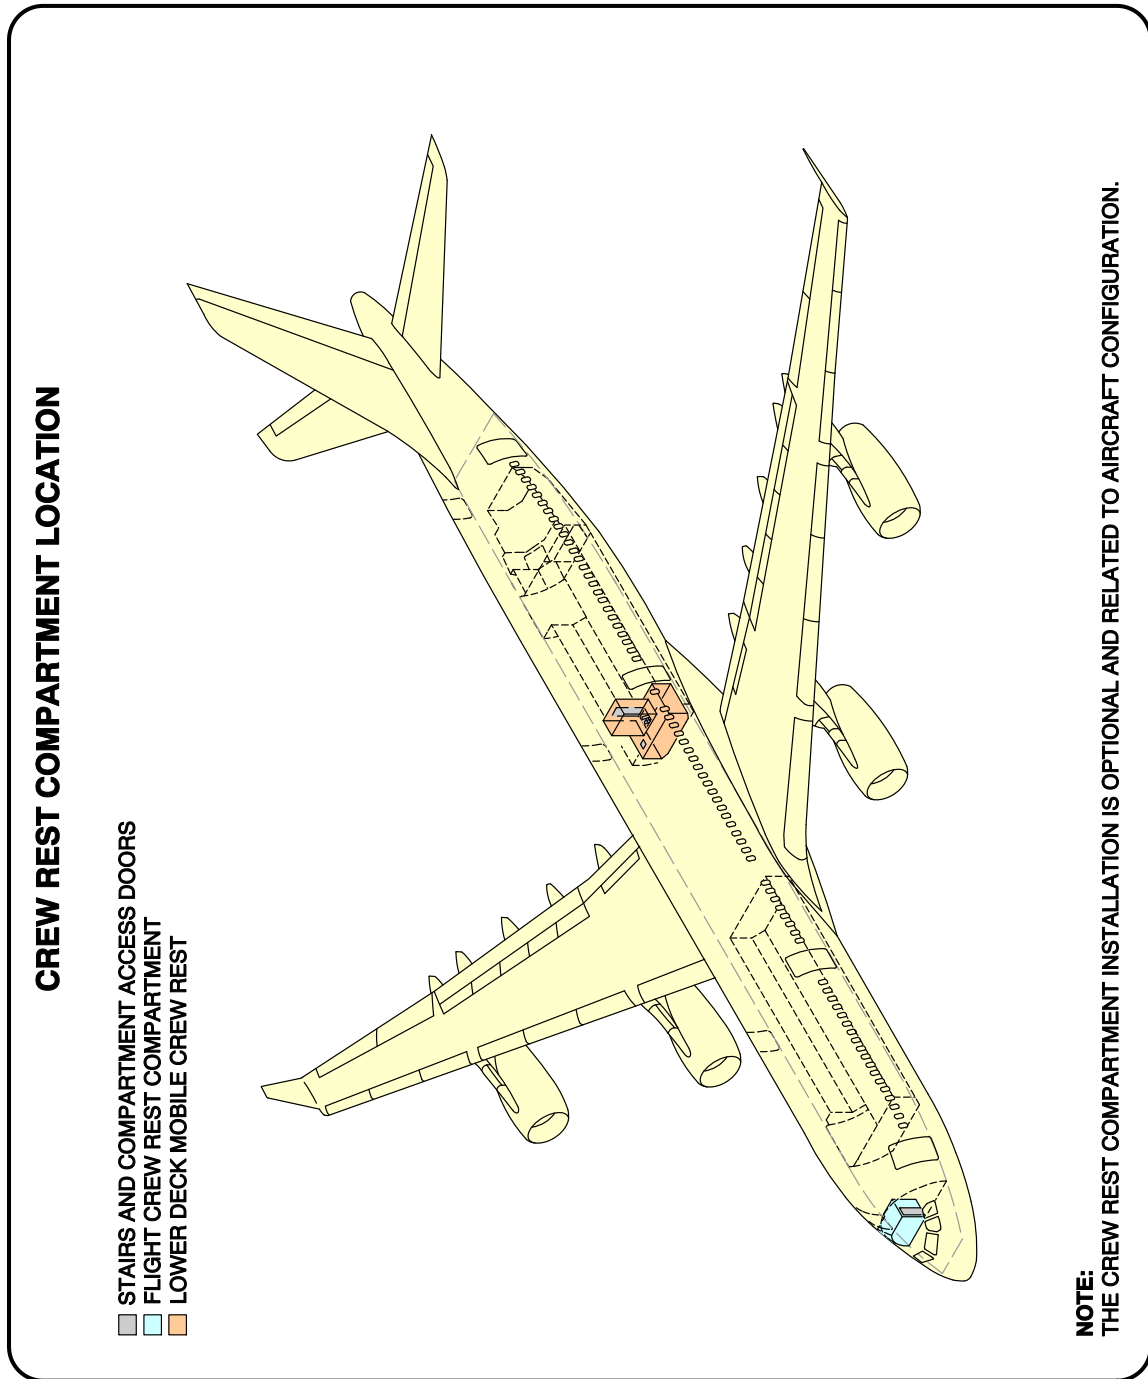 CREW REST COMPARTMENT LOCATION
STAIRS AND COMPARTMENT ACCESS DOORS
FLIGHT CREW REST COMPARTMENT
LOWER DECK MOBILE CREW REST
NOTE:
THE CREW REST COMPARTMENT INSTALLATION IS OPTIONAL AND RELATED TO AIRCRAFT CONFIGURATION.